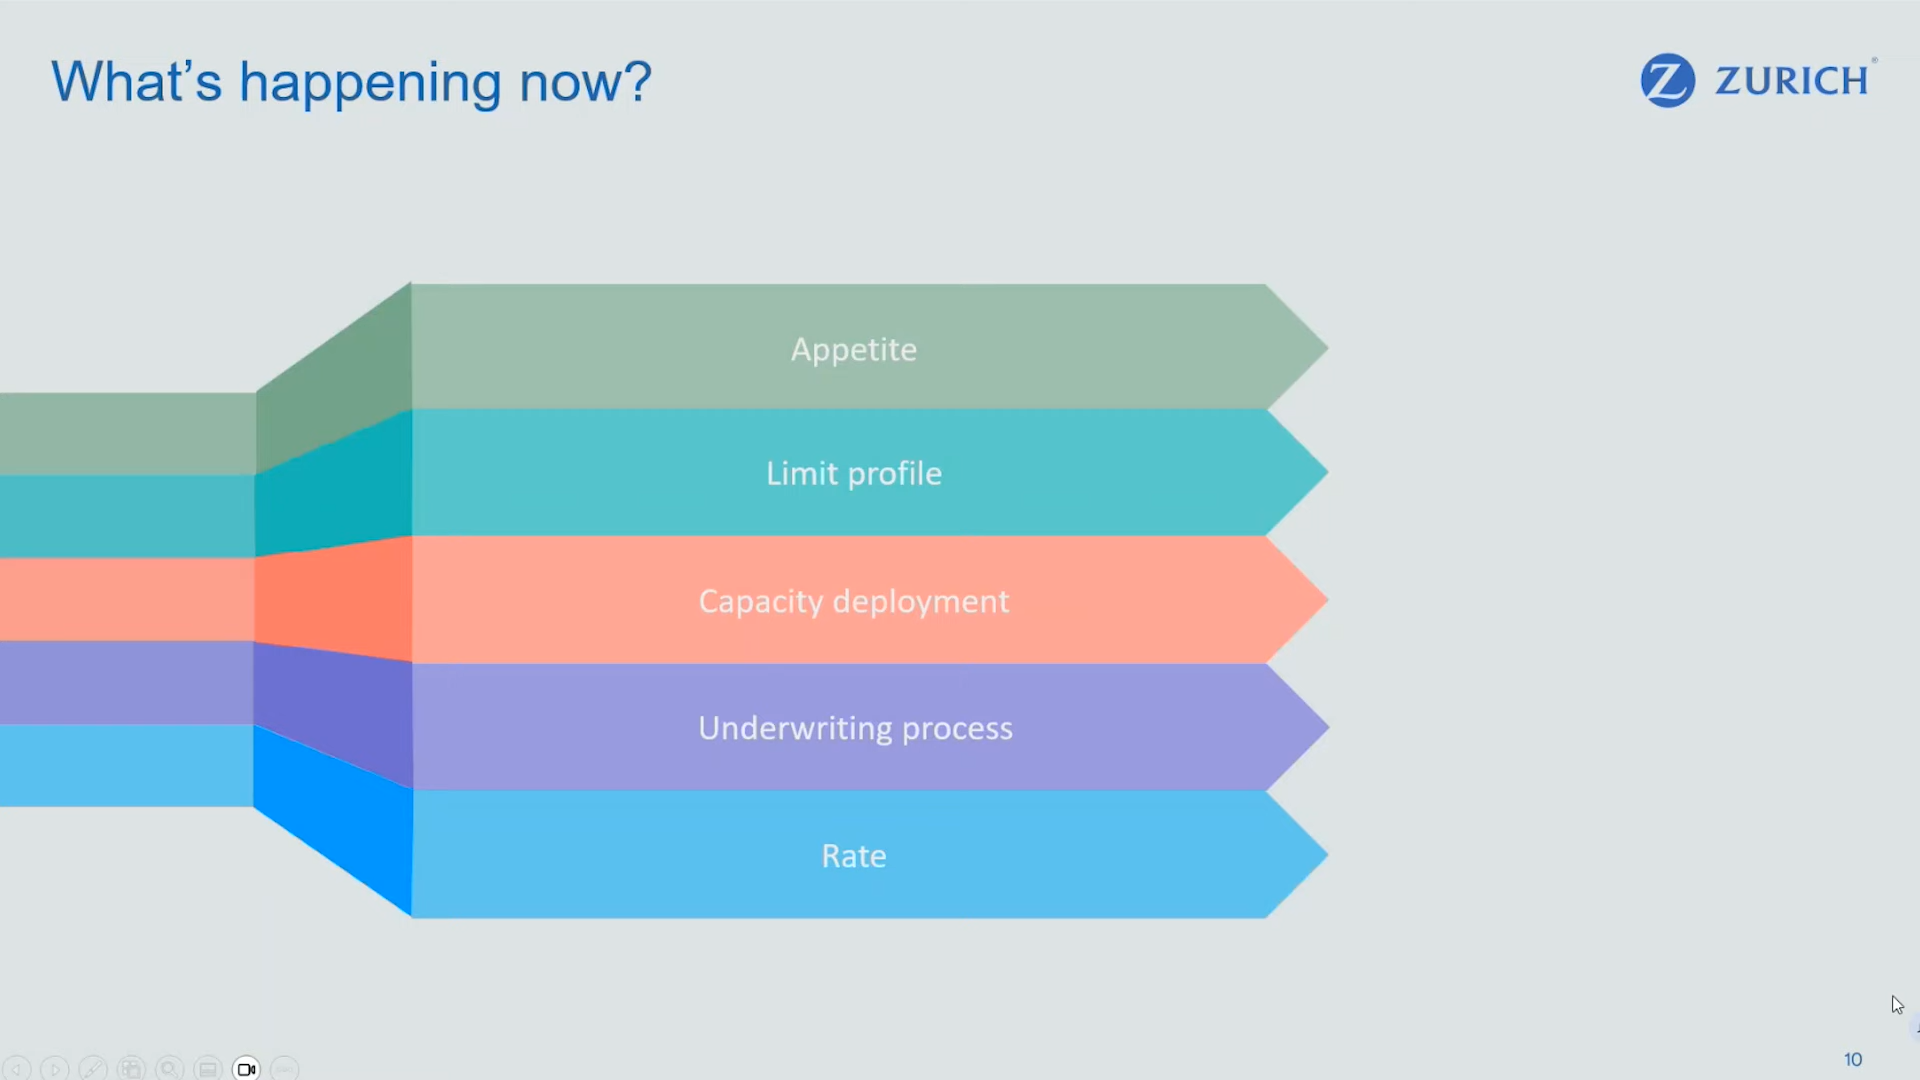 What's happening now?
Z ZURICH®
Appetite
Limit profile
Capacity deployment
Underwriting process
Rate
10